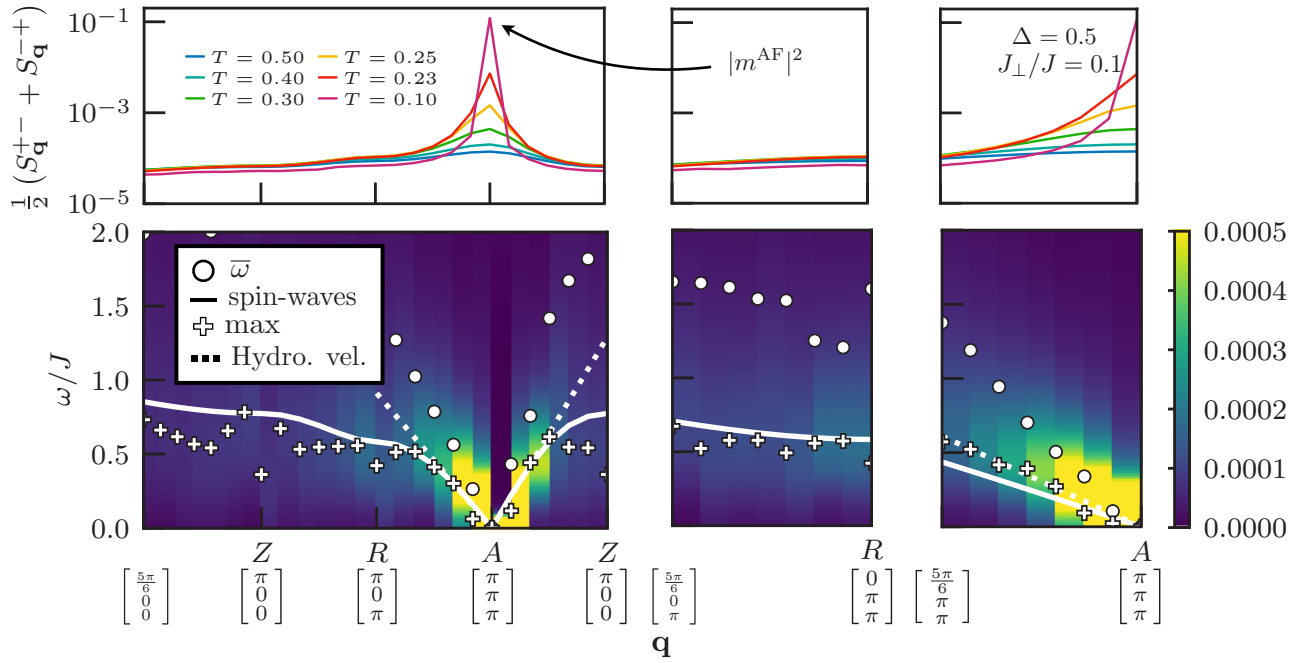 ½ (S_q^{+-} + S_q^{-+})
10^{-1}
10^{-3}
10^{-5}
T = 0.50
T = 0.40
T = 0.30
T = 0.25
T = 0.23
T = 0.10
|m^{AF}|^2
Δ = 0.5
J_⊥/J = 0.1
ω/J
2.0
1.5
1.0
0.5
0.0
ω̅
spin-waves
max
Hydro. vel.
0.0005
0.0004
0.0003
0.0002
0.0001
0.0000
Z R A Z R A
[5π/6 0 0] [π 0 0] [π 0 π] [π π π] [π 0 0] [5π/6 0 π] [0 π π] [5π/6 π π] [π π π]
q